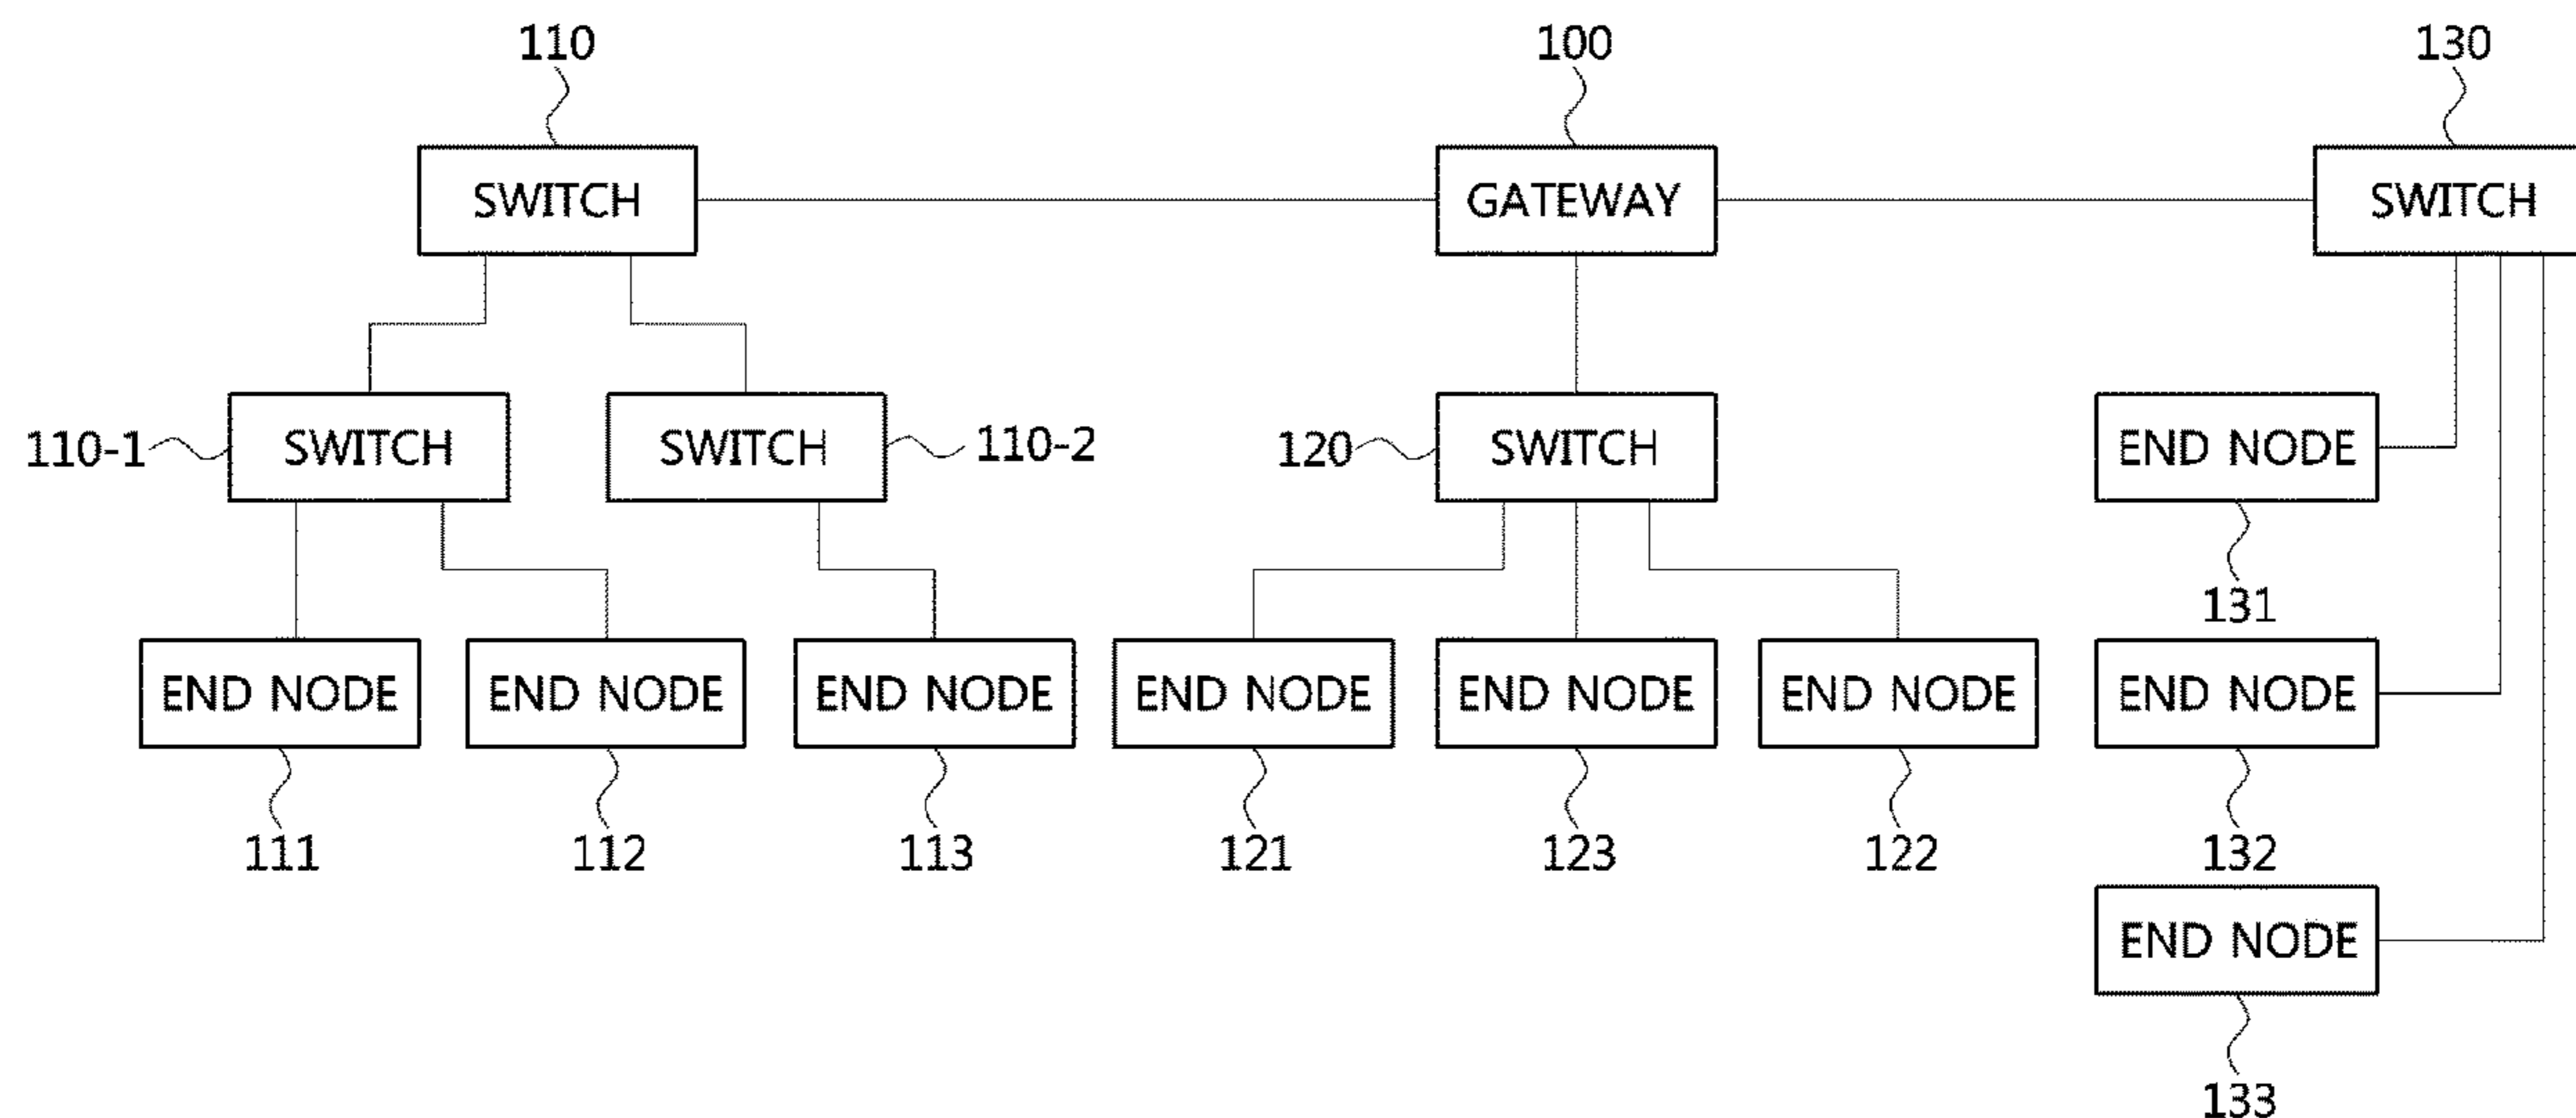 110 100 130
SWITCH GATEWAY SWITCH
110-1 SWITCH SWITCH 110-2 120 SWITCH END NODE
131
END NODE END NODE END NODE END NODE END NODE END NODE END NODE
111 112 113 121 123 122 132
END NODE
133